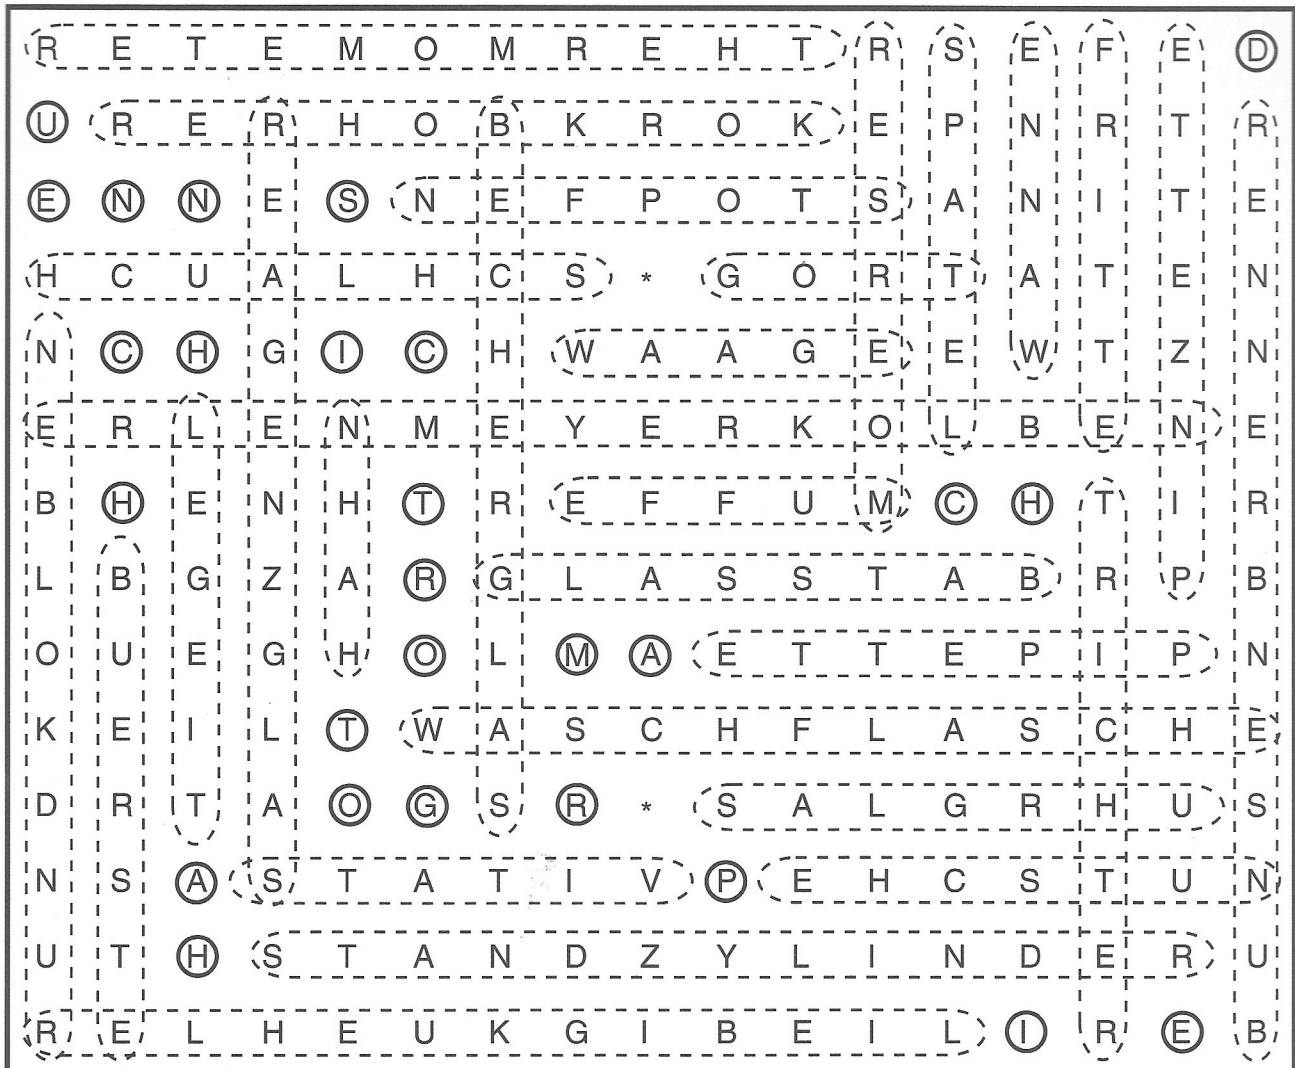 R E T E M O M R E H T R S E F E D
U R E R H O B K R O K E P N R T R
E N N E S N E F P O T S A N I T E
H C U A L H C S * G O R T A T E N
N C H G I C H W A A G E E W T Z N
E R L E N M E Y E R K O L B E N E
B H E N H T R E F F U M C H T I R
L B G Z A R G L A S S T A B R P B
O U E G H O L M A E T T E P I P N
K E I L T W A S C H F L A S C H E
D R T A O G S R * S A L G R H U S
N S A S T A T I V P E H C S T U N
U T H S T A N D Z Y L I N D E R U
R E L H E U K G I B E I L I R E B